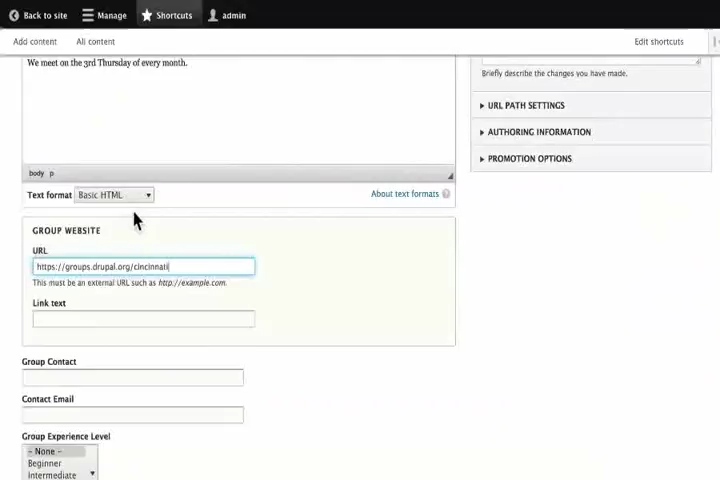 Back to site Manage Shortcuts admin
Add content All content Edit shortcuts
We meet on the 3rd Thursday of every month.
Briefly describe the changes you have made.
URL PATH SETTINGS
AUTHORING INFORMATION
PROMOTION OPTIONS
body p
Text format Basic HTML About text formats
GROUP WEBSITE
URL
https://groups.drupal.org/cincinnati
This must be an external URL such as http://example.com.
Link text
Group Contact
Contact Email
Group Experience Level
- None -
Beginner
Intermediate